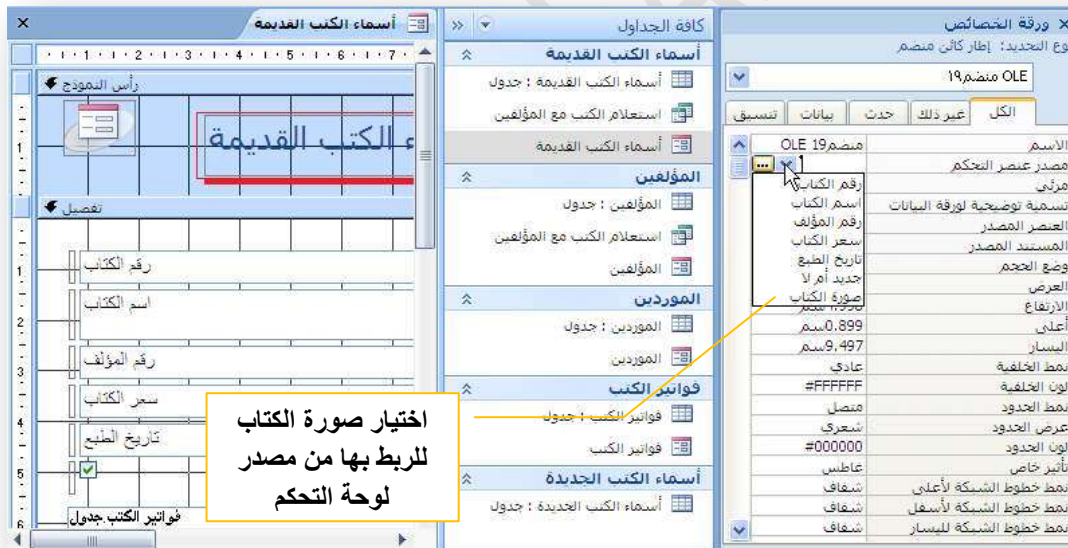 ورقة الخصائص
نوع التحديد: إطار كائن منضم
OLE منضم١٩
الكل
غير ذلك
حدث
بيانات
تنسيق
الاسم
OLE منضم19
مصدر عنصر التحكم
مرئي
تسمية توضيحية لورقة البيانات
العنصر المصدر
المستند المصدر
وضع الحجم
العرض
الارتفاع
أعلى
0.899سم
اليسار
9.497سم
نمط الخلفية
عادي
لون الخلفية
#FFFFFF
نمط الحدود
متصل
عرض الحدود
شعري
لون الحدود
#000000
تأثير خاص
غاطس
نمط خطوط الشبكة لأعلى
شفاف
نمط خطوط الشبكة لأسفل
شفاف
نمط خطوط الشبكة لليسار
شفاف
رقم الكتاب
اسم الكتاب
رقم المؤلف
سعر الكتاب
تاريخ الطبع
جديد أم لا
صورة الكتاب
كافة الجداول
أسماء الكتب القديمة
أسماء الكتب القديمة : جدول
استعلام الكتب مع المؤلفين
أسماء الكتب القديمة
المؤلفين
المؤلفين : جدول
استعلام الكتب مع المؤلفين
المؤلفين
الموردين
الموردين : جدول
الموردين
فواتير الكتب
فواتير الكتب : جدول
فواتير الكتب
أسماء الكتب الجديدة
أسماء الكتب الجديدة : جدول
أسماء الكتب القديمة
1 2 3 4 5 6 7
رأس النموذج
ء الكتب القديمة
تفصيل
رقم الكتاب
اسم الكتاب
رقم المؤلف
سعر الكتاب
تاريخ الطبع
فواتير الكتب جدول
اختيار صورة الكتاب
للربط بها من مصدر
لوحة التحكم